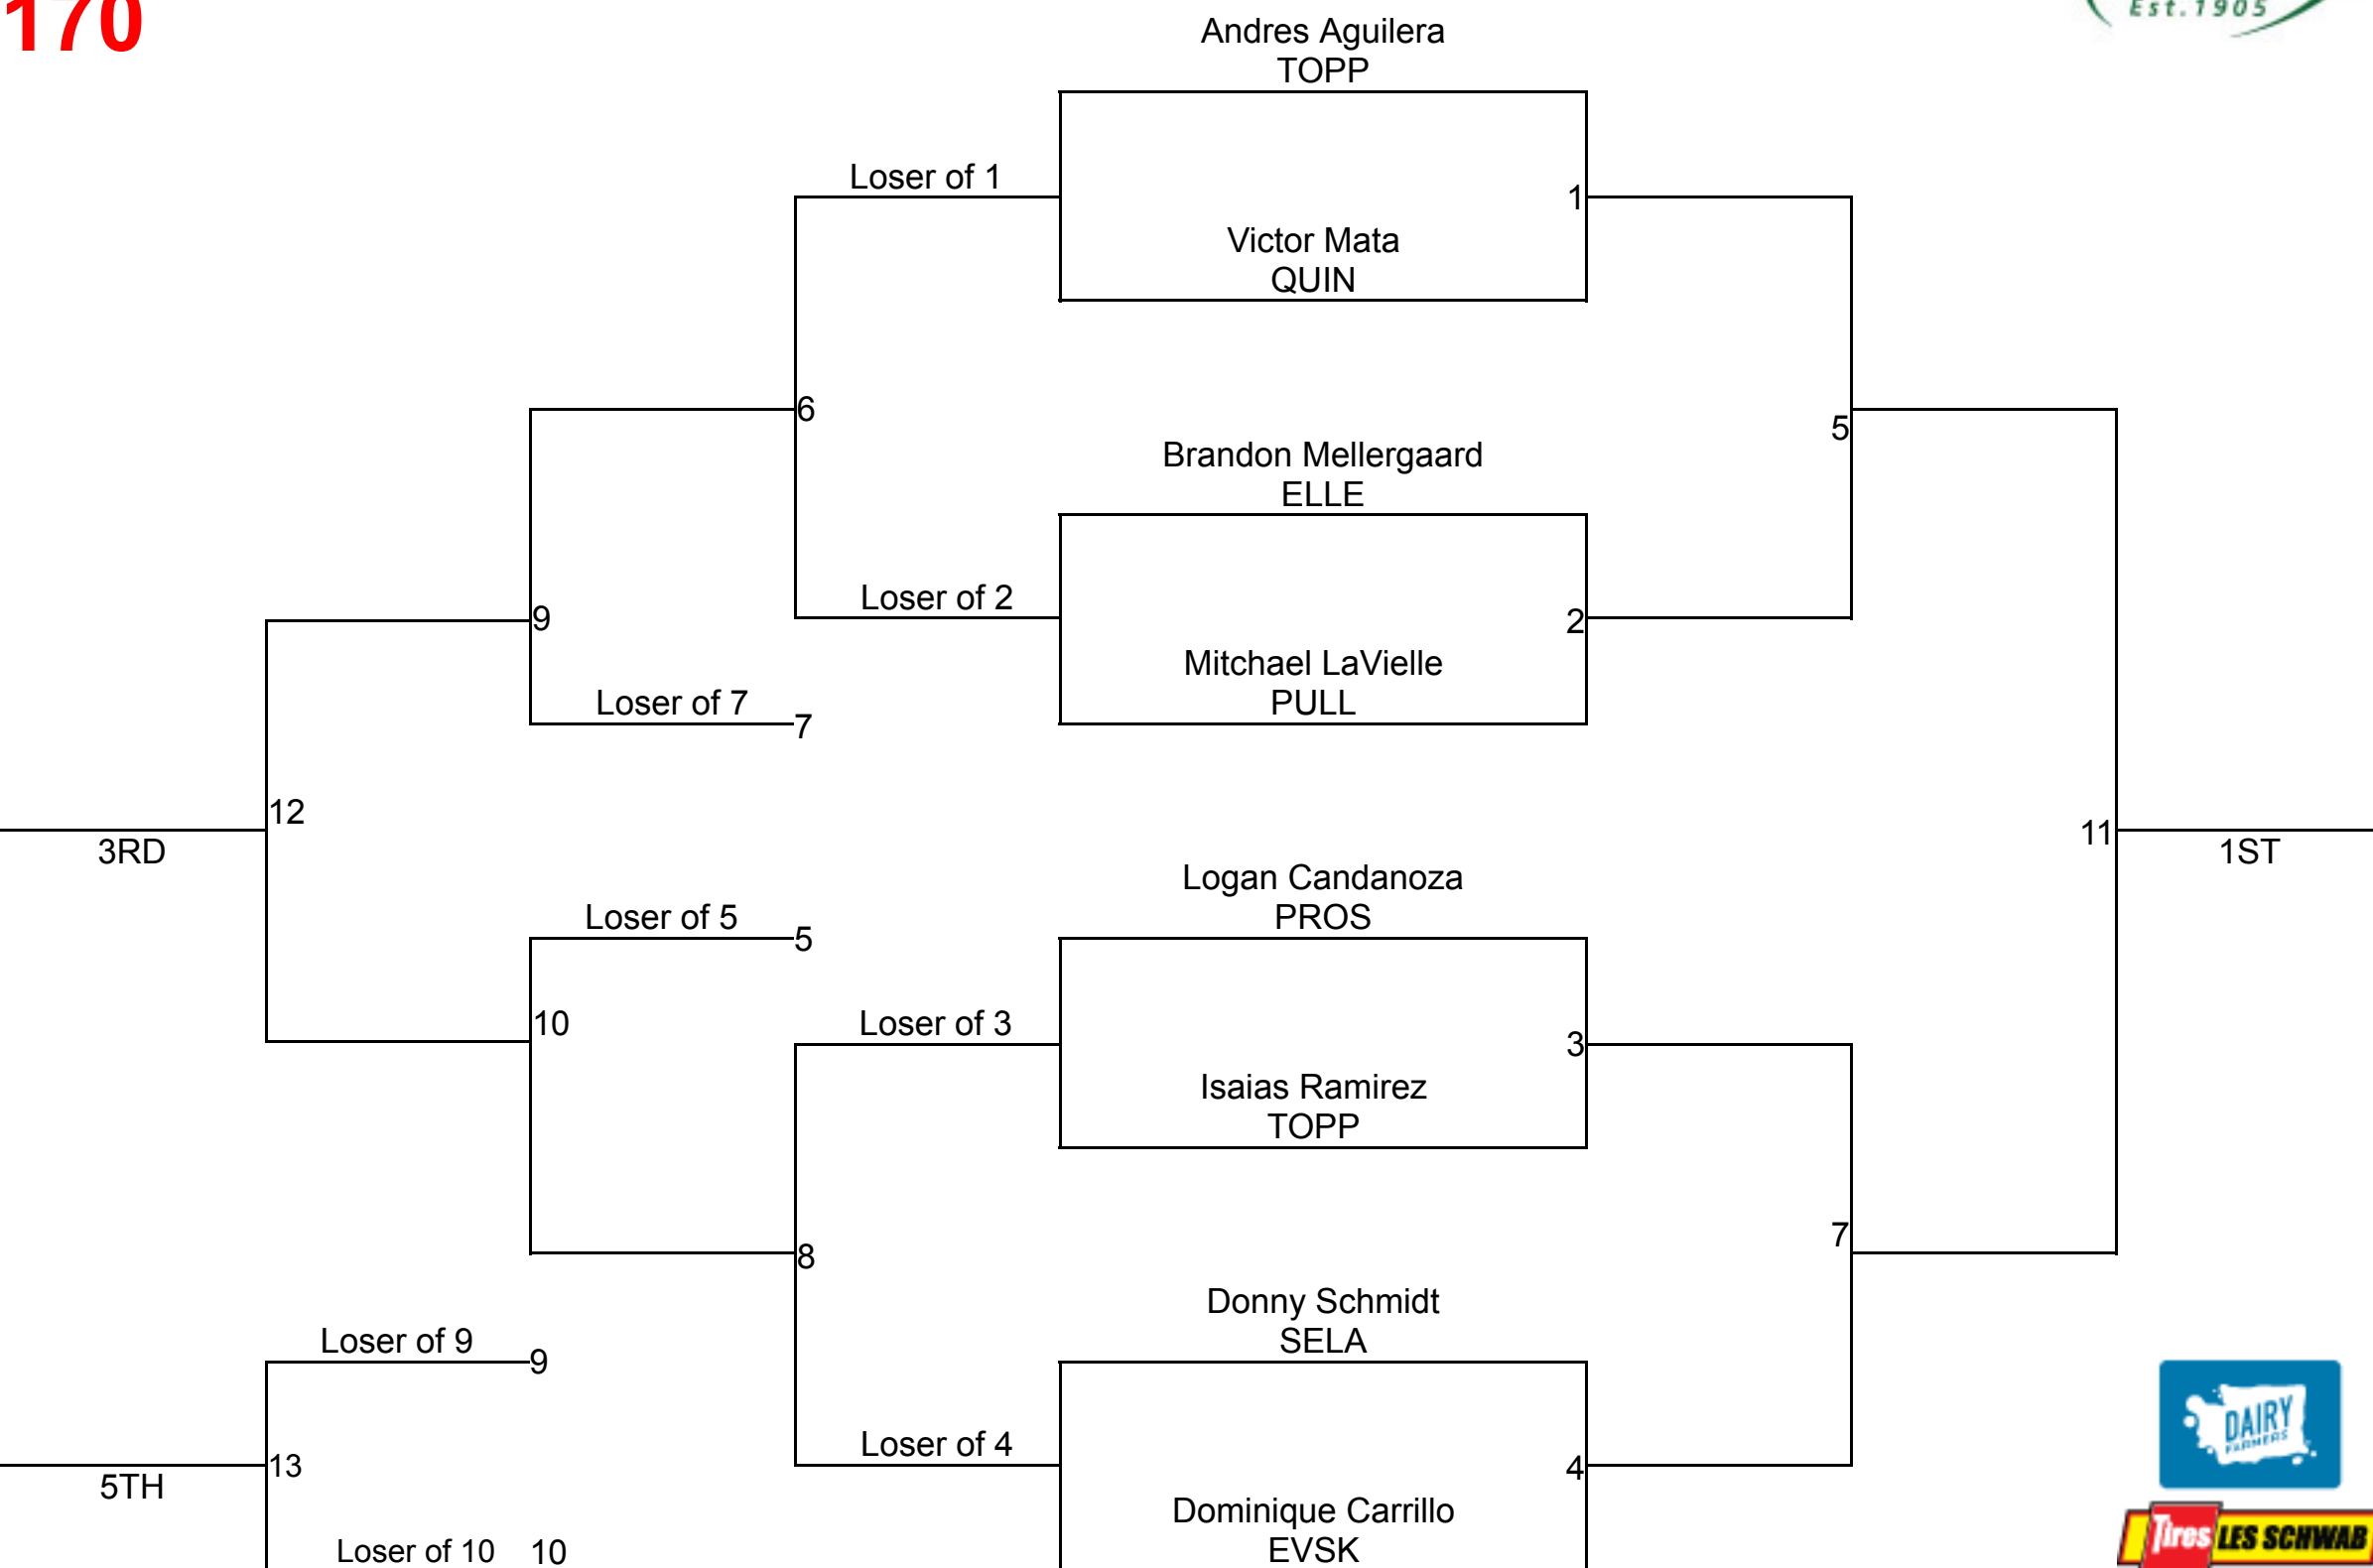 170
Est.1905
Andres Aguilera
TOPP
Loser of 1
1
Victor Mata
QUIN
6
5
Brandon Mellergaard
ELLE
Loser of 2
2
9
Mitchael LaVielle
PULL
Loser of 7
7
12
3RD
11
1ST
Logan Candanoza
PROS
Loser of 5
5
10
Loser of 3
3
Isaias Ramirez
TOPP
7
8
Donny Schmidt
SELA
Loser of 9
9
DAIRY
FARMERS
Loser of 4
4
13
5TH
Dominique Carrillo
EVSK
Loser of 10 10
Tires LES SCHWAB